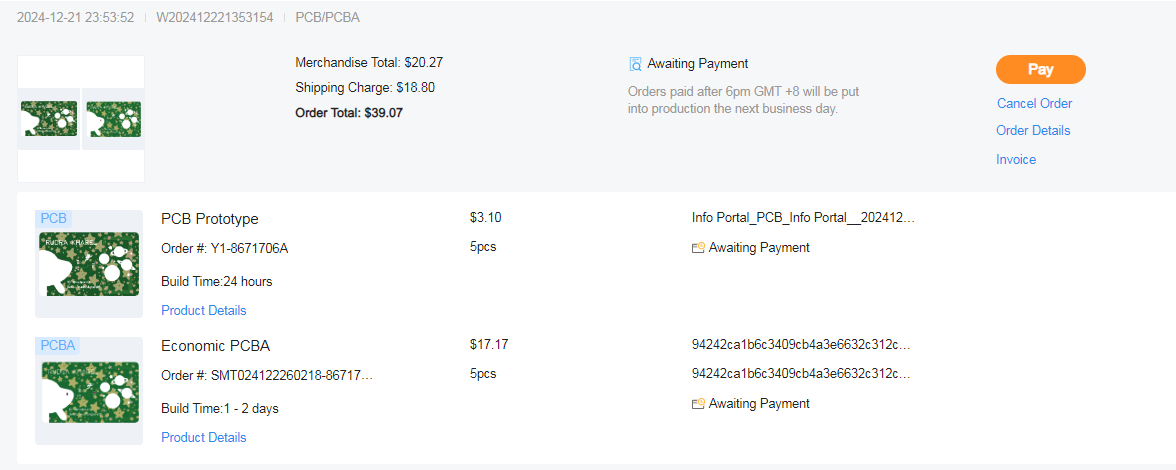 2024-12-21 23:53:52 W202412221353154 PCB/PCBA
Merchandise Total: $20.27
Shipping Charge: $18.80
Order Total: $39.07
Awaiting Payment
Orders paid after 6pm GMT +8 will be put
into production the next business day.
Pay
Cancel Order
Order Details
Invoice
PCB
RUDRA KHARE
PCB Prototype
Order #: Y1-8671706A
Build Time:24 hours
Product Details
$3.10
5pcs
Info Portal_PCB_Info Portal__202412...
Awaiting Payment
PCBA
Economic PCBA
Order #: SMT024122260218-86717...
Build Time:1 - 2 days
Product Details
$17.17
5pcs
94242ca1b6c3409cb4a3e6632c312c...
94242ca1b6c3409cb4a3e6632c312c...
Awaiting Payment